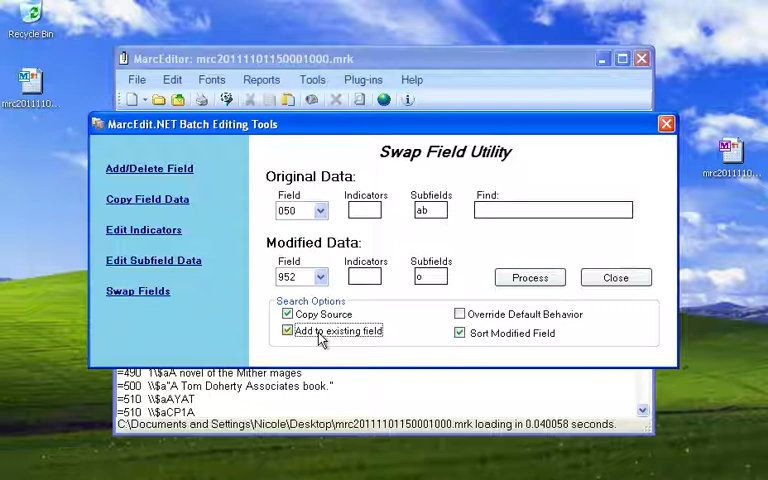 Recycle Bin
mrc2011110...
MarcEditor: mrc20111101150001000.mrk
File Edit Fonts Reports Tools Plug-ins Help
MarcEdit.NET Batch Editing Tools
Add/Delete Field
Copy Field Data
Edit Indicators
Edit Subfield Data
Swap Fields
Swap Field Utility
Original Data:
Field Indicators Subfields Find:
050 ab
Modified Data:
Field Indicators Subfields
952 o Process Close
Search Options
Copy Source Override Default Behavior
Add to existing field Sort Modified Field
mrc2011110...
=490 1\$aA novel of the Mither mages
=500 \\$a"A Tom Doherty Associates book."
=510 \\$aAYAT
=510 \\$aCP1A
C:\Documents and Settings\Nicole\Desktop\mrc20111101150001000.mrk loading in 0.040058 seconds.